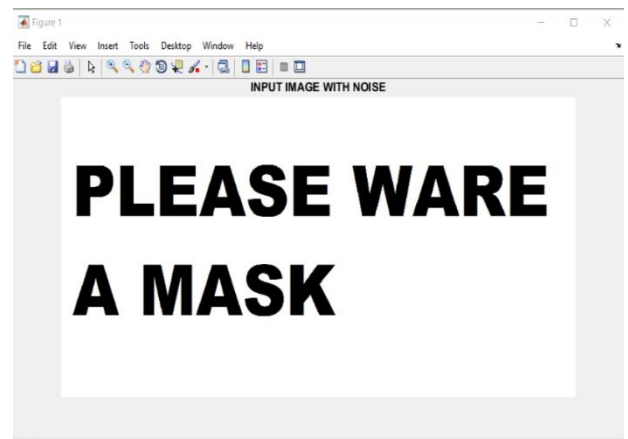 Figure 1
File Edit View Insert Tools Desktop Window Help
INPUT IMAGE WITH NOISE
PLEASE WARE
A MASK